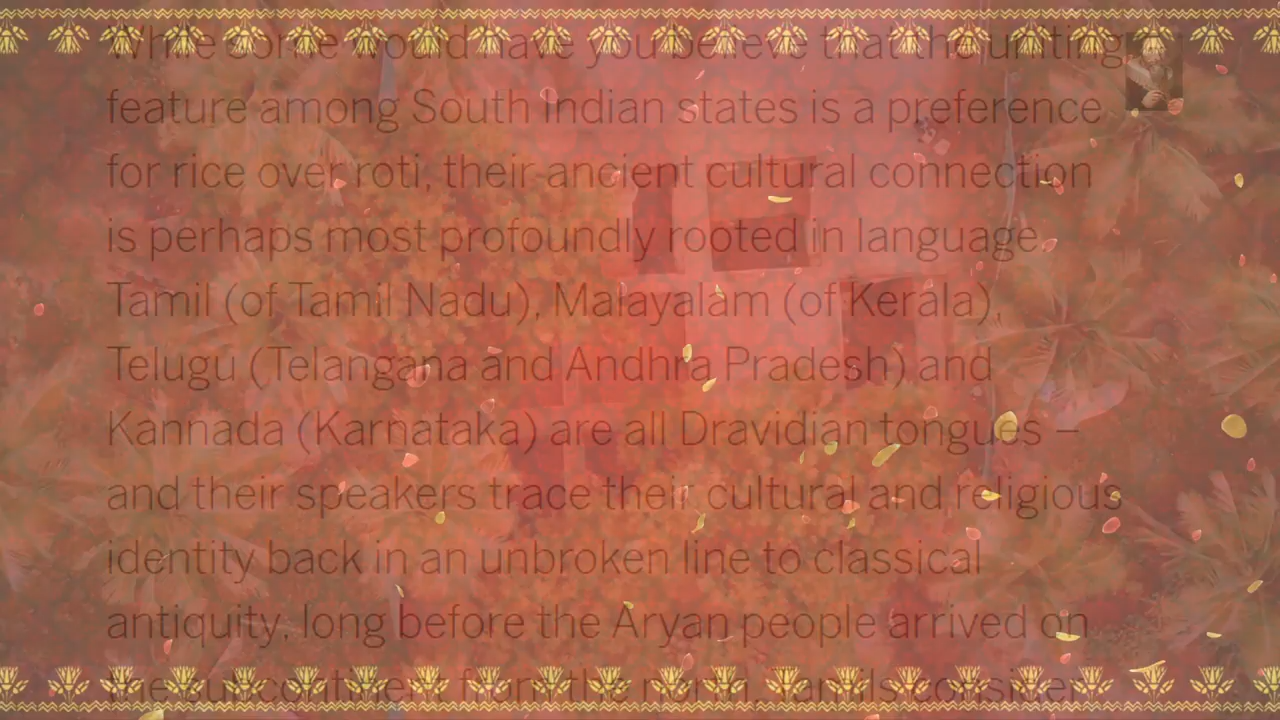 While some would have you believe that the uniting
feature among South Indian states is a preference
for rice over roti, their ancient cultural connection
is perhaps most profoundly rooted in language.
Tamil (of Tamil Nadu), Malayalam (of Kerala),
Telugu (Telangana and Andhra Pradesh) and
Kannada (Karnataka) are all Dravidian tongues –
and their speakers trace their cultural and religious
identity back in an unbroken line to classical
antiquity, long before the Aryan people arrived on
the subcontinent from the north. Tamils consider